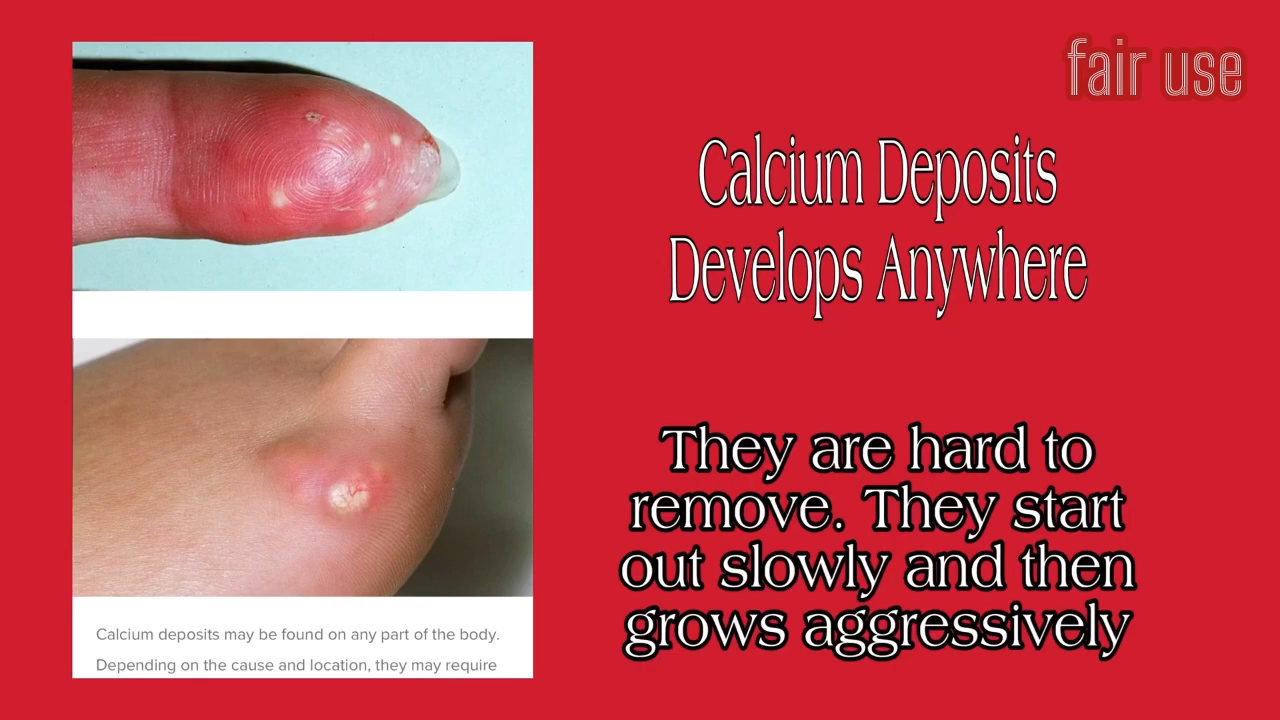 fair use
Calcium Deposits
Develops Anywhere
They are hard to
remove. They start
out slowly and then
grows aggressively
Calcium deposits may be found on any part of the body.
Depending on the cause and location, they may require